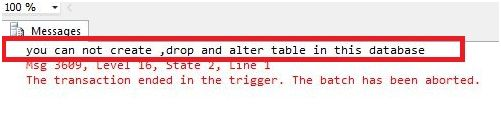 100 %
Messages
you can not create ,drop and alter table in this database
Msg 3609, Level 16, State 2, Line 1
The transaction ended in the trigger. The batch has been aborted.